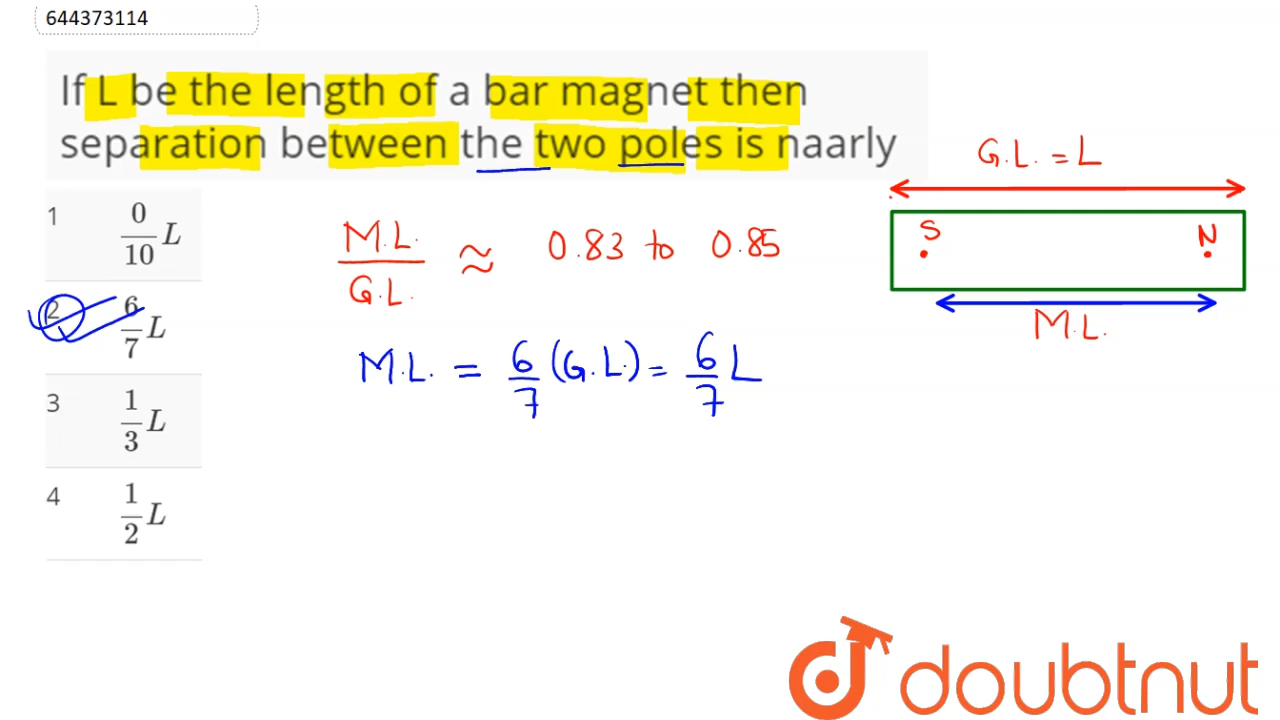 644373114
If L be the length of a bar magnet then
separation between the two poles is naarly
G.L. = L
S N
M.L.
1 0/10 L
2 6/7 L
3 1/3 L
4 1/2 L
M.L./G.L. ≈ 0.83 to 0.85
M.L. = 6/7 (G.L.) = 6/7 L
doubtnut